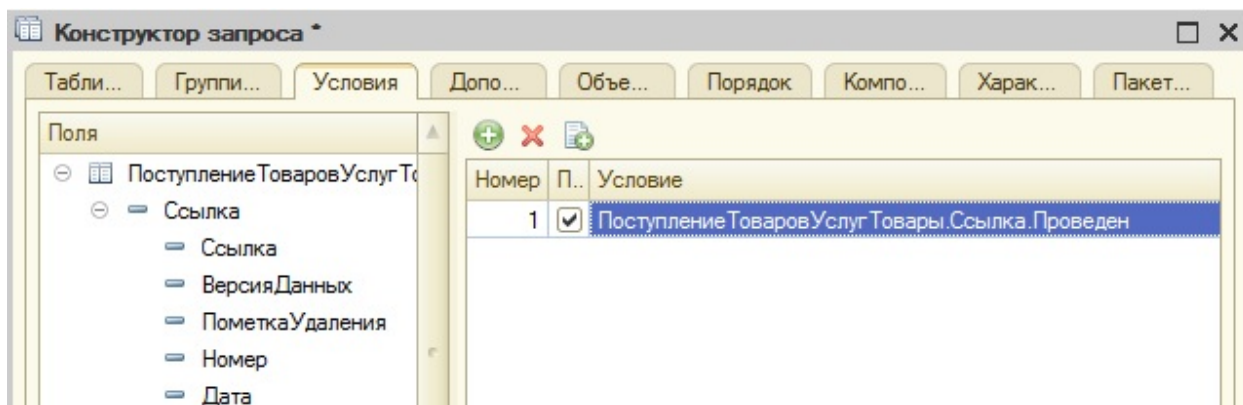 Конструктор запроса *
Табли... Группи... Условия Допо... Объе... Порядок Компо... Харак... Пакет...
Поля
Номер П.. Условие
ПоступлениеТоваровУслугТо
1 ПоступлениеТоваровУслугТовары.Ссылка.Проведен
Ссылка
Ссылка
ВерсияДанных
ПометкаУдаления
Номер
Дата